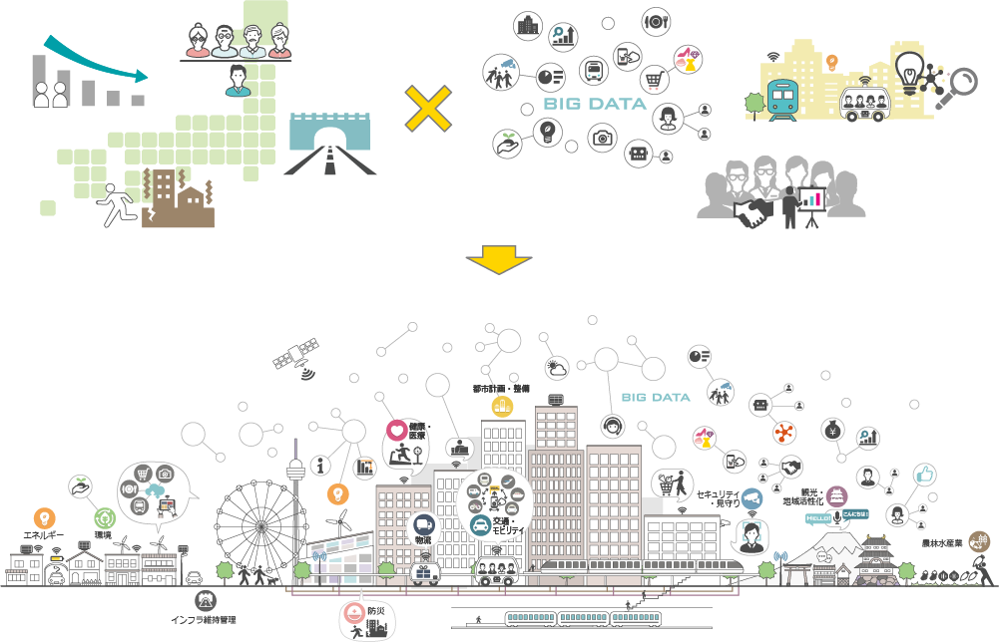 BIG DATA
都市計画・整備
BIG DATA
健康・
医療
セキュリティ
・見守り
観光・
地域活性化
HELLO!
こんにちは!
エネルギー
環境
物流
交通・
モビリティ
農林水産業
防災
インフラ維持管理